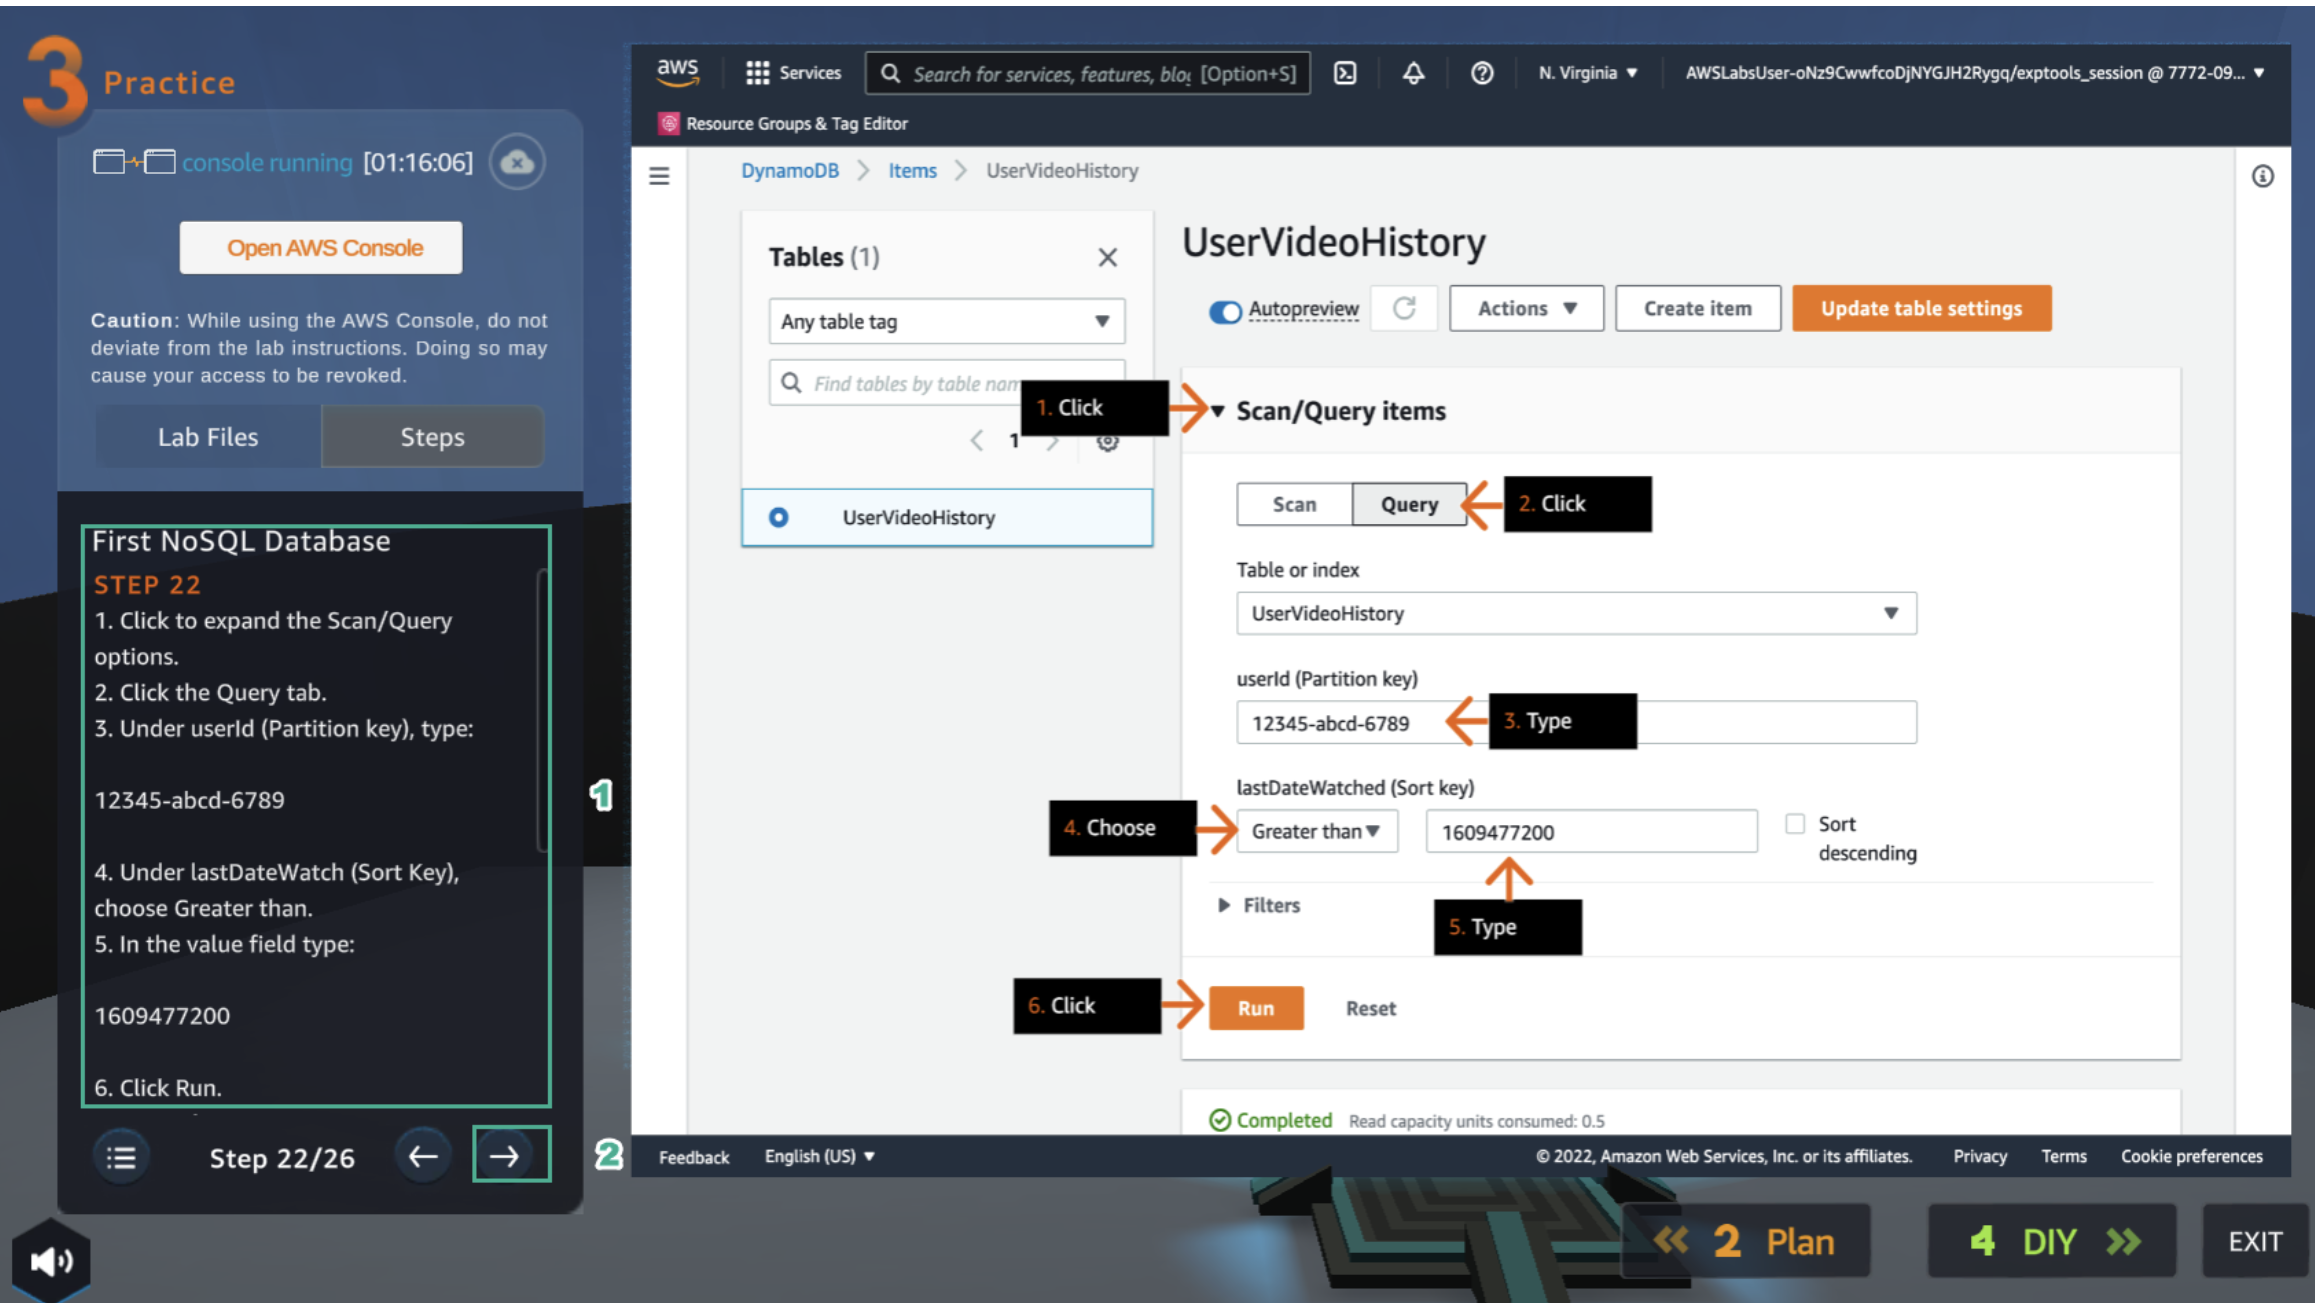 3 Practice
console running [01:16:06]
Open AWS Console
Caution: While using the AWS Console, do not
deviate from the lab instructions. Doing so may
cause your access to be revoked.
Lab Files
Steps
First NoSQL Database
STEP 22
1. Click to expand the Scan/Query
options.
2. Click the Query tab.
3. Under userId (Partition key), type:
12345-abcd-6789
4. Under lastDateWatch (Sort Key),
choose Greater than.
5. In the value field type:
1609477200
6. Click Run.
Step 22/26
1
2
aws
Services
Search for services, features, blog [Option+S]
N. Virginia
AWSLabsUser-oNz9CwwfcoDjNYGJH2Rygq/exptools_session @ 7772-09...
Resource Groups & Tag Editor
DynamoDB > Items > UserVideoHistory
Tables (1)
Any table tag
Find tables by table nam
1
UserVideoHistory
UserVideoHistory
Autopreview
Actions
Create item
Update table settings
1. Click
Scan/Query items
Scan
Query
2. Click
Table or index
UserVideoHistory
userId (Partition key)
12345-abcd-6789
3. Type
lastDateWatched (Sort key)
4. Choose
Greater than
1609477200
Sort
descending
Filters
5. Type
6. Click
Run
Reset
Completed Read capacity units consumed: 0.5
Feedback
English (US)
© 2022, Amazon Web Services, Inc. or its affiliates.
Privacy
Terms
Cookie preferences
2 Plan
4 DIY
EXIT